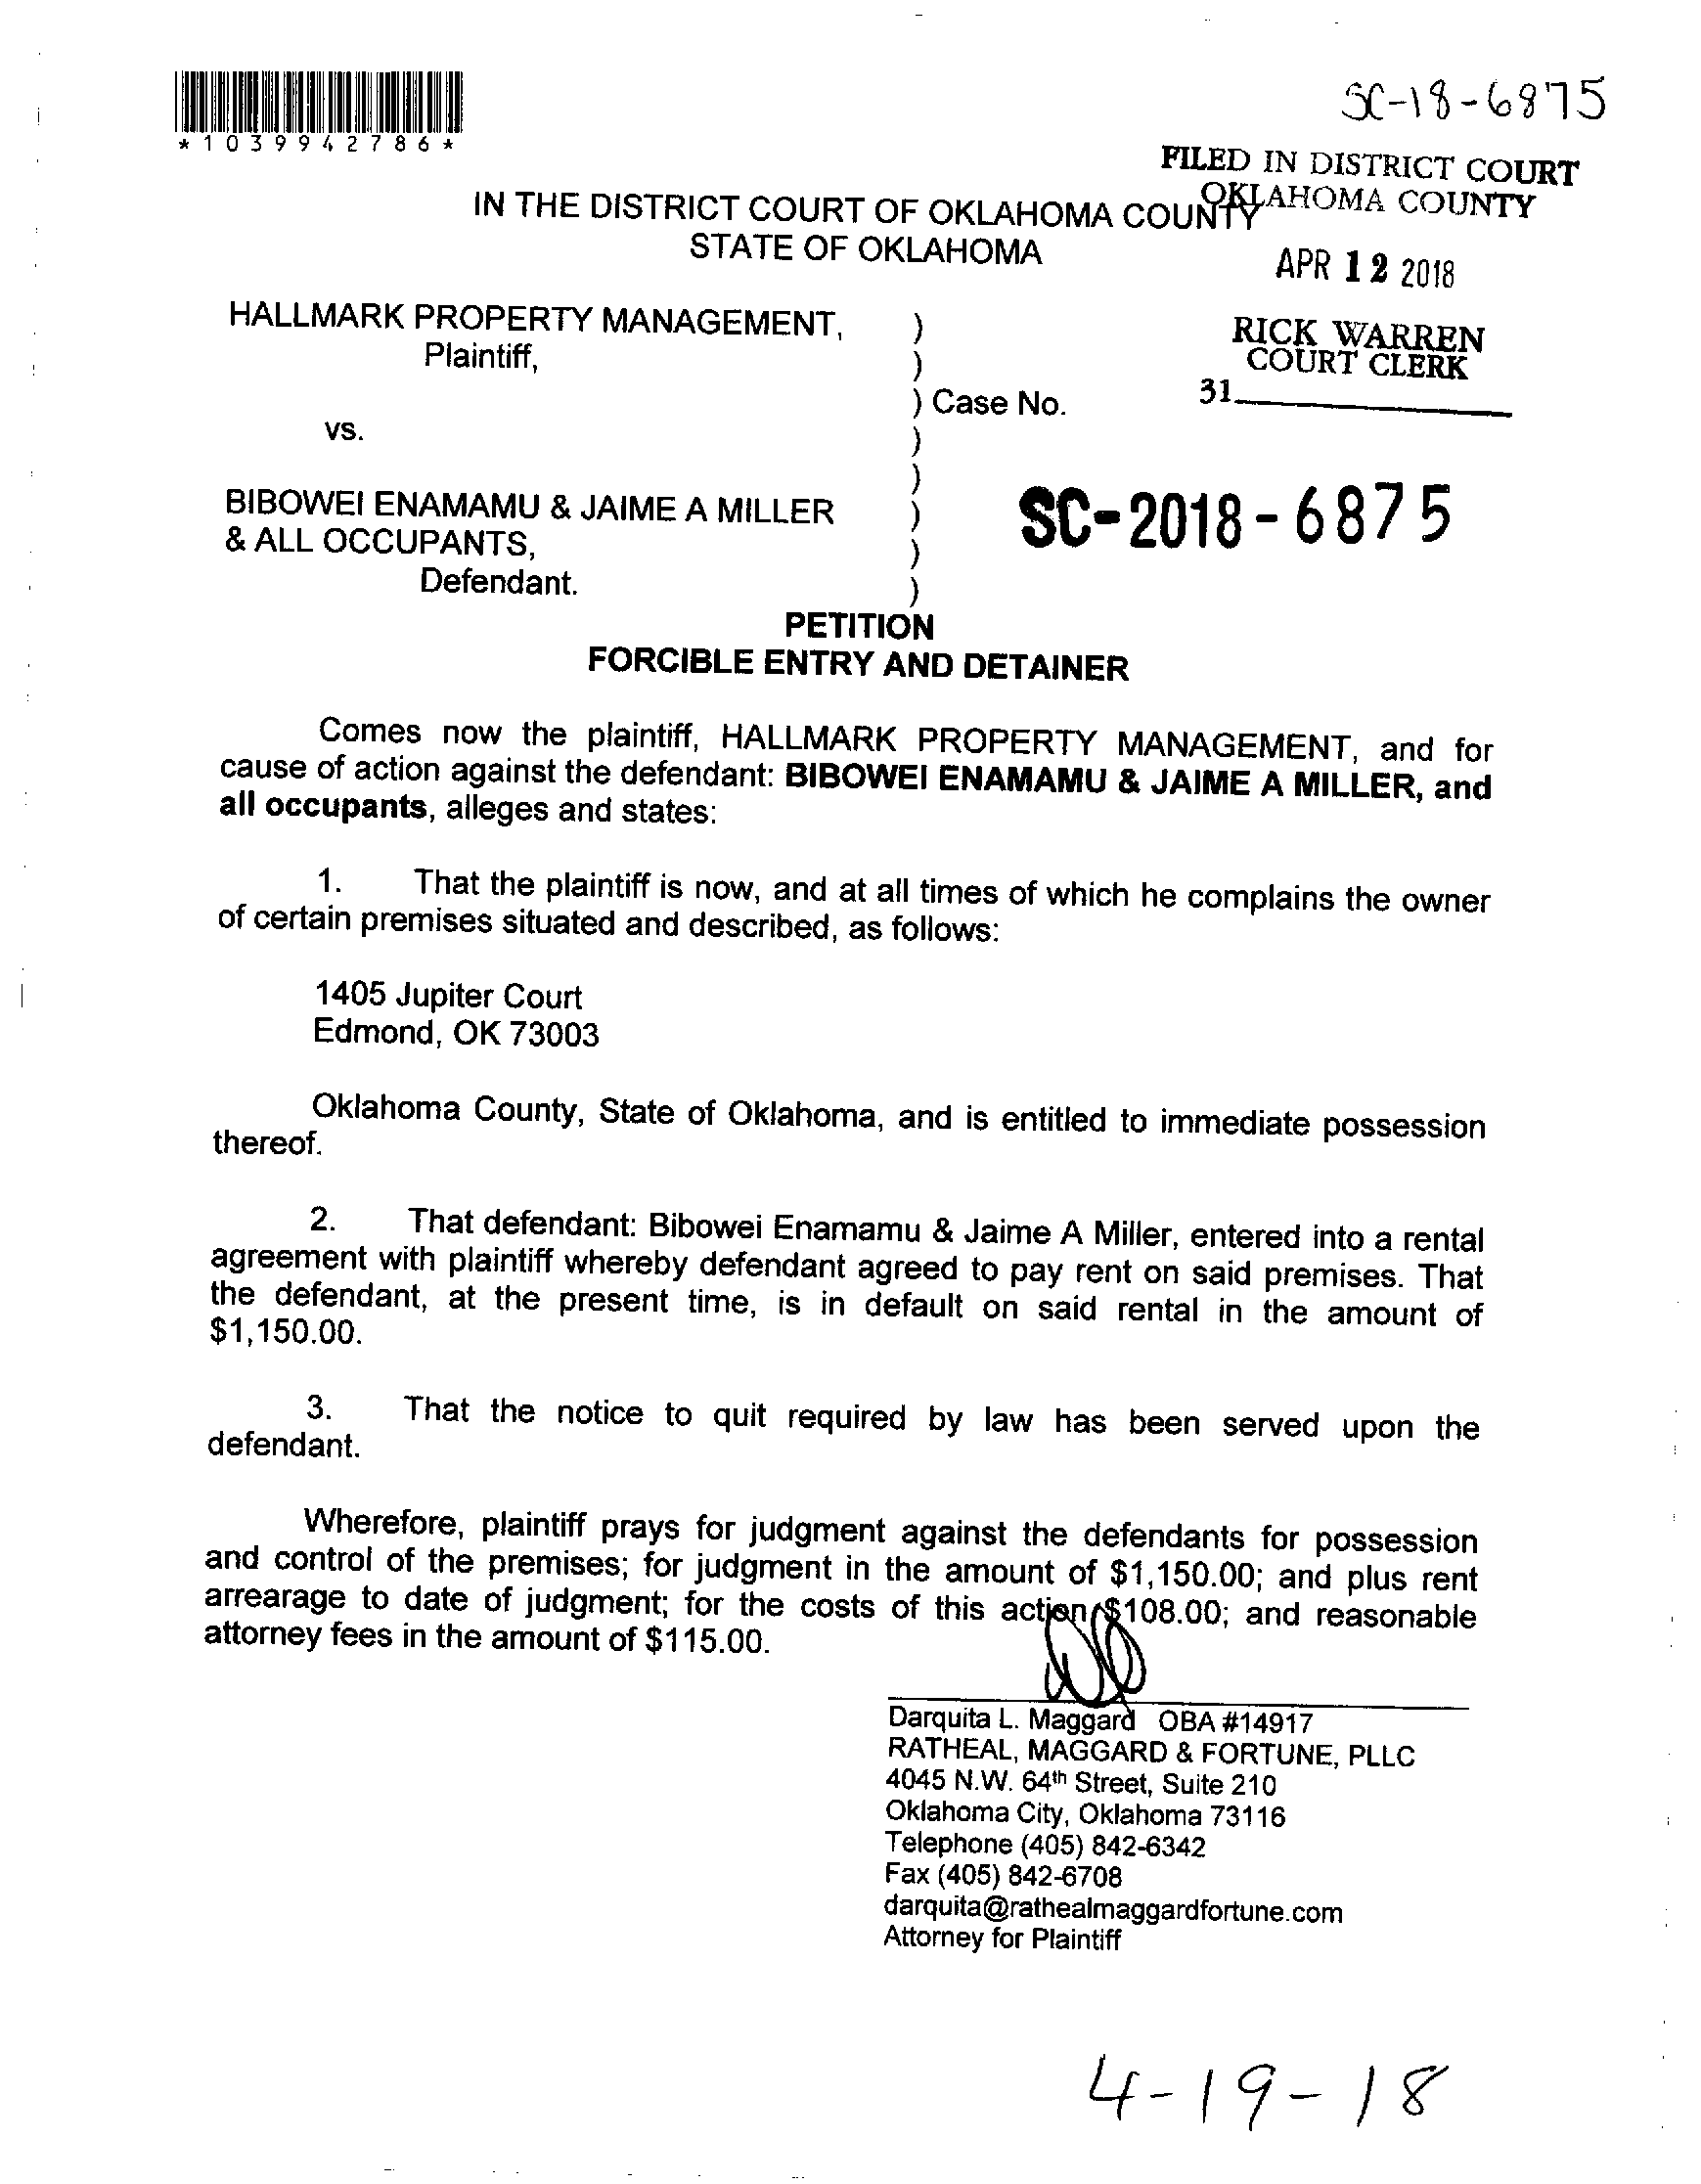 SC-18-6875
*1039942786*
FILED IN DISTRICT COURT
OKLAHOMA COUNTY
IN THE DISTRICT COURT OF OKLAHOMA COUNTY
STATE OF OKLAHOMA
APR 12 2018
HALLMARK PROPERTY MANAGEMENT, )
Plaintiff, )
RICK WARREN
COURT CLERK
31
) Case No.
vs. )
)
BIBOWEI ENAMAMU & JAIME A MILLER )
& ALL OCCUPANTS, )
Defendant. )
SC-2018-6875
PETITION
FORCIBLE ENTRY AND DETAINER
Comes now the plaintiff, HALLMARK PROPERTY MANAGEMENT, and for
cause of action against the defendant: BIBOWEI ENAMAMU & JAIME A MILLER, and
all occupants, alleges and states:
1. That the plaintiff is now, and at all times of which he complains the owner
of certain premises situated and described, as follows:
1405 Jupiter Court
Edmond, OK 73003
Oklahoma County, State of Oklahoma, and is entitled to immediate possession
thereof.
2. That defendant: Bibowei Enamamu & Jaime A Miller, entered into a rental
agreement with plaintiff whereby defendant agreed to pay rent on said premises. That
the defendant, at the present time, is in default on said rental in the amount of
$1,150.00.
3. That the notice to quit required by law has been served upon the
defendant.
Wherefore, plaintiff prays for judgment against the defendants for possession
and control of the premises; for judgment in the amount of $1,150.00; and plus rent
arrearage to date of judgment; for the costs of this action $108.00; and reasonable
attorney fees in the amount of $115.00.
Darquita L. Maggard OBA #14917
RATHEAL, MAGGARD & FORTUNE, PLLC
4045 N.W. 64th Street, Suite 210
Oklahoma City, Oklahoma 73116
Telephone (405) 842-6342
Fax (405) 842-6708
darquita@rathealmaggardfortune.com
Attorney for Plaintiff
4-19-18